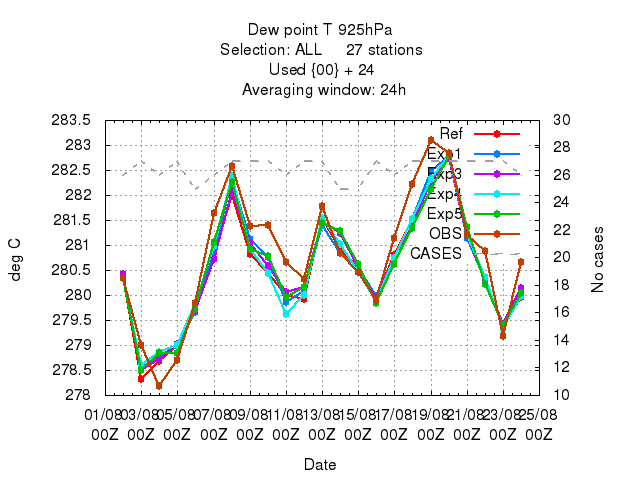 Dew point T 925hPa
Selection: ALL 27 stations
Used {00} + 24
Averaging window: 24h
283.5
283
282.5
282
281.5
281
280.5
280
279.5
279
278.5
278
deg C
30
28
26
24
22
20
18
16
14
12
10
No cases
Ref
Exp1
Exp3
Exp4
Exp5
OBS
CASES
01/08 03/08 05/08 07/08 09/08 11/08 13/08 15/08 17/08 19/08 21/08 23/08 25/08
00Z 00Z 00Z 00Z 00Z 00Z 00Z 00Z 00Z 00Z 00Z 00Z 00Z
Date